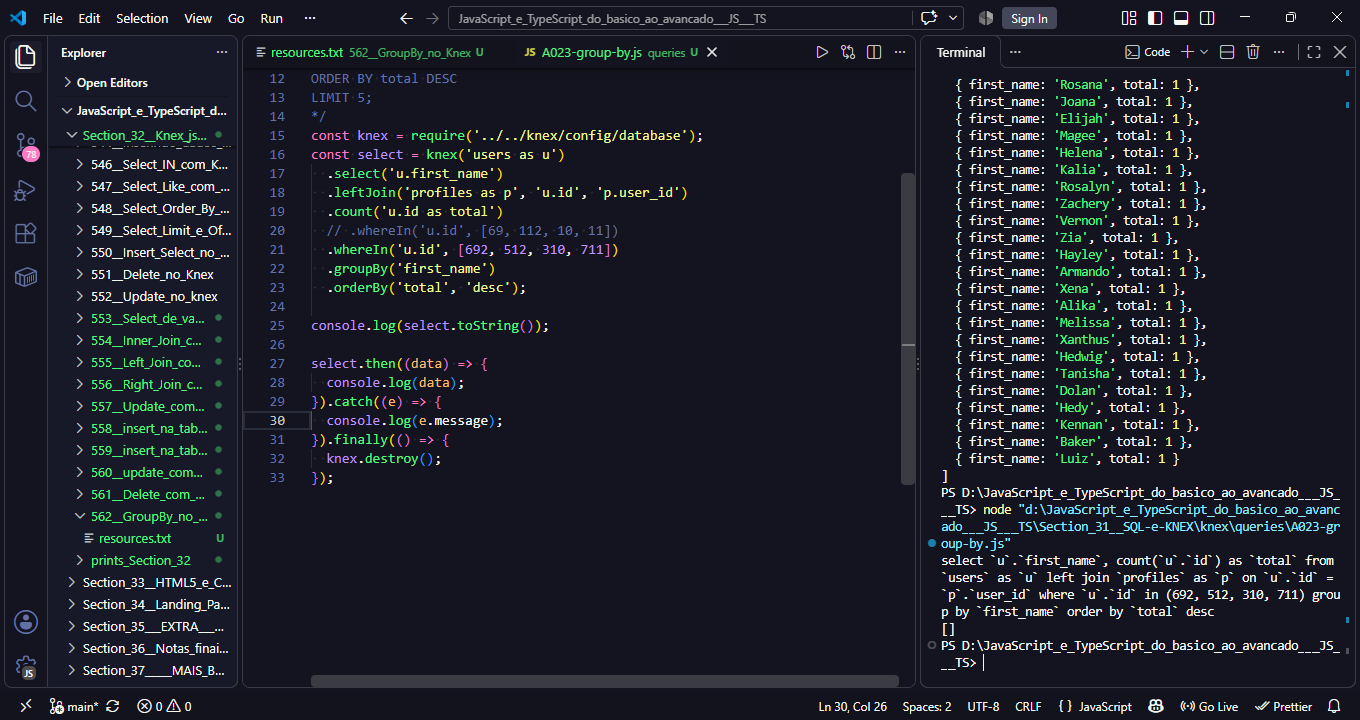 File Edit Selection View Go Run ···
JavaScript_e_TypeScript_do_basico_ao_avancado___JS__TS
Sign In
Explorer
···
Open Editors
JavaScript_e_TypeScript_d...
Section_32__Knex_js...
546__Select_IN_com_K...
547__Select_Like_com_...
548__Select_Order_By_...
549__Select_Limit_e_Of...
550__Insert_Select_no_...
551__Delete_no_Knex
552__Update_no_knex
553__Select_de_va...
554__Inner_Join_c...
555__Left_Join_co...
556__Right_Join_c...
557__Update_com...
558__insert_na_tab...
559__insert_na_tab...
560__update_com...
561__Delete_com_...
562__GroupBy_no_...
resources.txt U
prints_Section_32
Section_33__HTML5_e_C...
Section_34__Landing_Pa...
Section_35___EXTRA___...
Section_36__Notas_finai...
Section_37_____MAIS_B...
78
JS
resources.txt 562__GroupBy_no_Knex U
JS A023-group-by.js queries U
···
12 ORDER BY total DESC
13 LIMIT 5;
14 */
15 const knex = require('../../knex/config/database');
16 const select = knex('users as u')
17 .select('u.first_name')
18 .leftJoin('profiles as p', 'u.id', 'p.user_id')
19 .count('u.id as total')
20 // .whereIn('u.id', [69, 112, 10, 11])
21 .whereIn('u.id', [692, 512, 310, 711])
22 .groupBy('first_name')
23 .orderBy('total', 'desc');
24
25 console.log(select.toString());
26
27 select.then((data) => {
28 console.log(data);
29 }).catch((e) => {
30 console.log(e.message);
31 }).finally(() => {
32 knex.destroy();
33 });
Terminal
···
Code
···
{ first_name: 'Rosana', total: 1 },
{ first_name: 'Joana', total: 1 },
{ first_name: 'Elijah', total: 1 },
{ first_name: 'Magee', total: 1 },
{ first_name: 'Helena', total: 1 },
{ first_name: 'Kalia', total: 1 },
{ first_name: 'Rosalyn', total: 1 },
{ first_name: 'Zachery', total: 1 },
{ first_name: 'Vernon', total: 1 },
{ first_name: 'Zia', total: 1 },
{ first_name: 'Hayley', total: 1 },
{ first_name: 'Armando', total: 1 },
{ first_name: 'Xena', total: 1 },
{ first_name: 'Alika', total: 1 },
{ first_name: 'Melissa', total: 1 },
{ first_name: 'Xanthus', total: 1 },
{ first_name: 'Hedwig', total: 1 },
{ first_name: 'Tanisha', total: 1 },
{ first_name: 'Dolan', total: 1 },
{ first_name: 'Hedy', total: 1 },
{ first_name: 'Kennan', total: 1 },
{ first_name: 'Baker', total: 1 },
{ first_name: 'Luiz', total: 1 }
]
PS D:\JavaScript_e_TypeScript_do_basico_ao_avancado___JS_
__TS> node "d:\JavaScript_e_TypeScript_do_basico_ao_avanc
ado___JS___TS\Section_31__SQL-e-KNEX\knex\queries\A023-gr
oup-by.js"
select `u`.`first_name`, count(`u`.`id`) as `total` from
`users` as `u` left join `profiles` as `p` on `u`.`id` =
`p`.`user_id` where `u`.`id` in (692, 512, 310, 711) grou
p by `first_name` order by `total` desc
[]
PS D:\JavaScript_e_TypeScript_do_basico_ao_avancado___JS_
__TS>
main* 0 0
Ln 30, Col 26 Spaces: 2 UTF-8 CRLF { } JavaScript Go Live Prettier